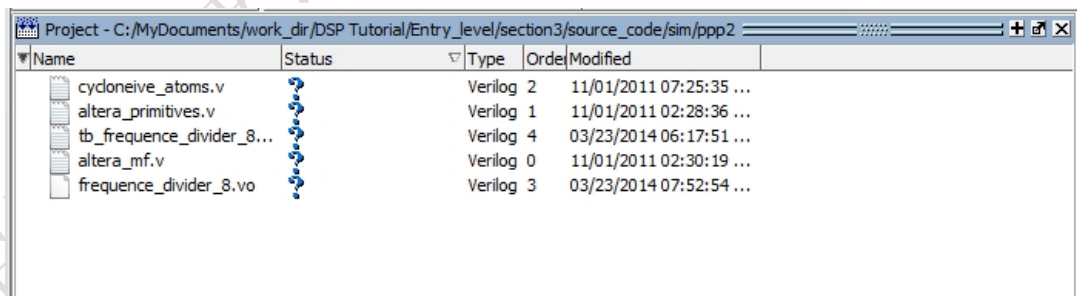 Project - C:/MyDocuments/work_dir/DSP Tutorial/Entry_level/section3/source_code/sim/ppp2
Name Status Type Order Modified
cycloneive_atoms.v Verilog 2 11/01/2011 07:25:35 ...
altera_primitives.v Verilog 1 11/01/2011 02:28:36 ...
tb_frequence_divider_8... Verilog 4 03/23/2014 06:17:51 ...
altera_mf.v Verilog 0 11/01/2011 02:30:19 ...
frequence_divider_8.vo Verilog 3 03/23/2014 07:52:54 ...